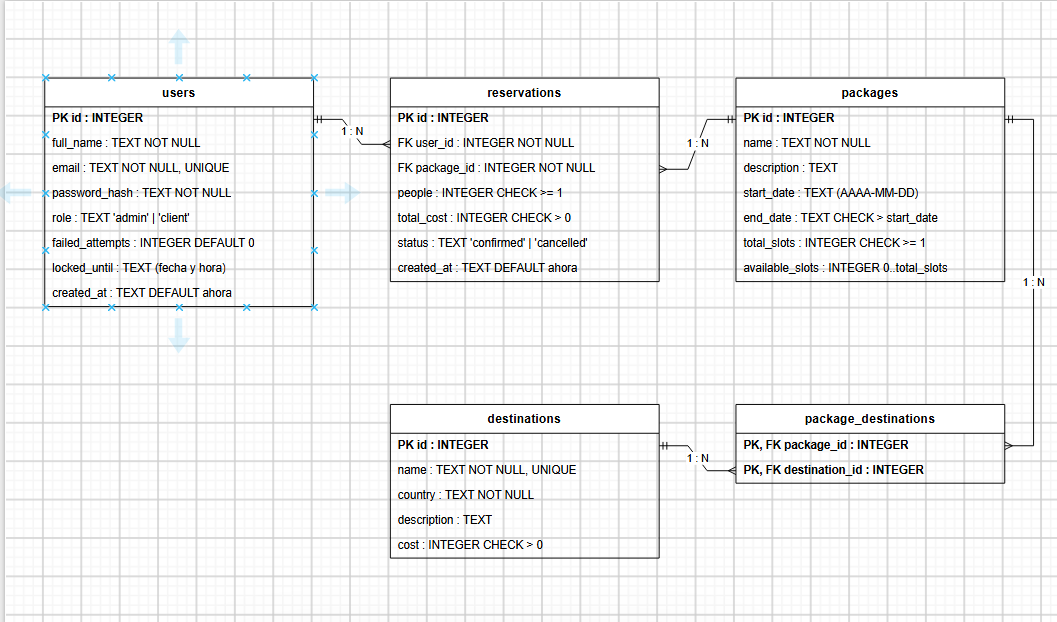 users
PK id : INTEGER
full_name : TEXT NOT NULL
email : TEXT NOT NULL, UNIQUE
password_hash : TEXT NOT NULL
role : TEXT 'admin' | 'client'
failed_attempts : INTEGER DEFAULT 0
locked_until : TEXT (fecha y hora)
created_at : TEXT DEFAULT ahora
1 : N
reservations
PK id : INTEGER
FK user_id : INTEGER NOT NULL
FK package_id : INTEGER NOT NULL
people : INTEGER CHECK >= 1
total_cost : INTEGER CHECK > 0
status : TEXT 'confirmed' | 'cancelled'
created_at : TEXT DEFAULT ahora
1 : N
packages
PK id : INTEGER
name : TEXT NOT NULL
description : TEXT
start_date : TEXT (AAAA-MM-DD)
end_date : TEXT CHECK > start_date
total_slots : INTEGER CHECK >= 1
available_slots : INTEGER 0..total_slots
1 : N
destinations
PK id : INTEGER
name : TEXT NOT NULL, UNIQUE
country : TEXT NOT NULL
description : TEXT
cost : INTEGER CHECK > 0
1 : N
package_destinations
PK, FK package_id : INTEGER
PK, FK destination_id : INTEGER